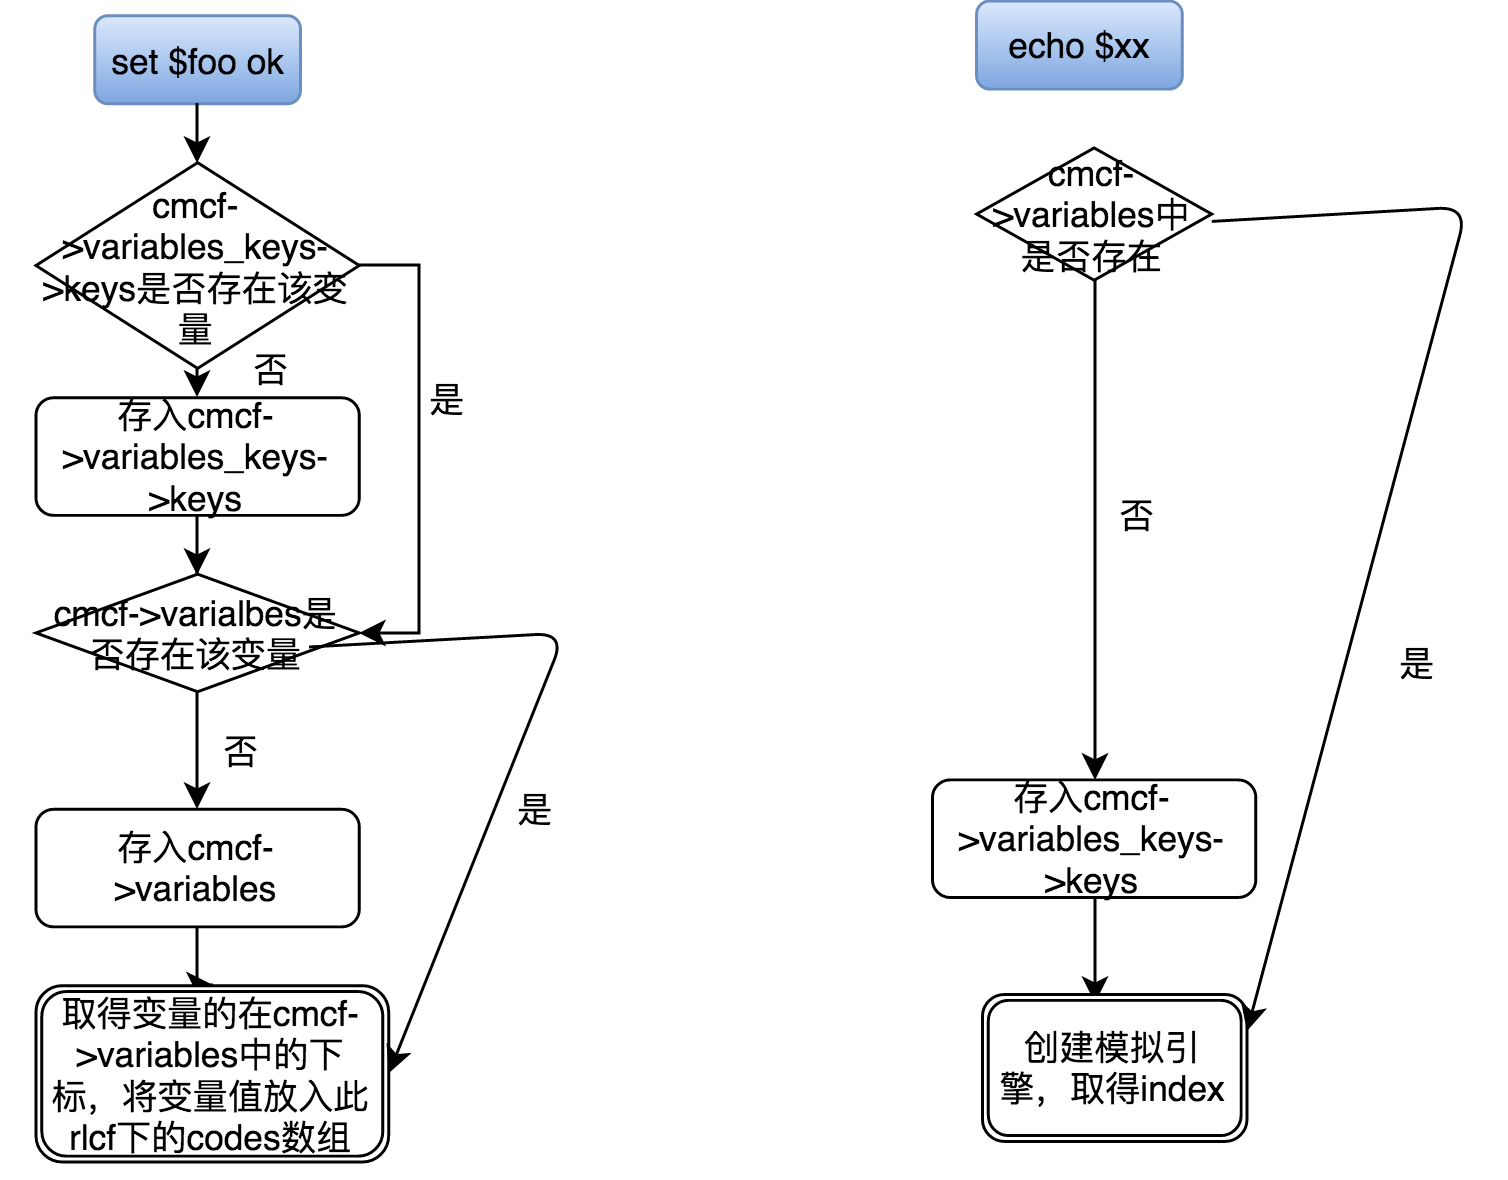 set $foo ok
cmcf-
>variables_keys-
>keys是否存在该变
量
否
是
存入cmcf-
>variables_keys-
>keys
cmcf->varialbes是
否存在该变量
否
是
存入cmcf-
>variables
取得变量的在cmcf-
>variables中的下
标，将变量值放入此
rlcf下的codes数组
echo $xx
cmcf-
>variables中
是否存在
否
是
存入cmcf-
>variables_keys-
>keys
创建模拟引
擎，取得index